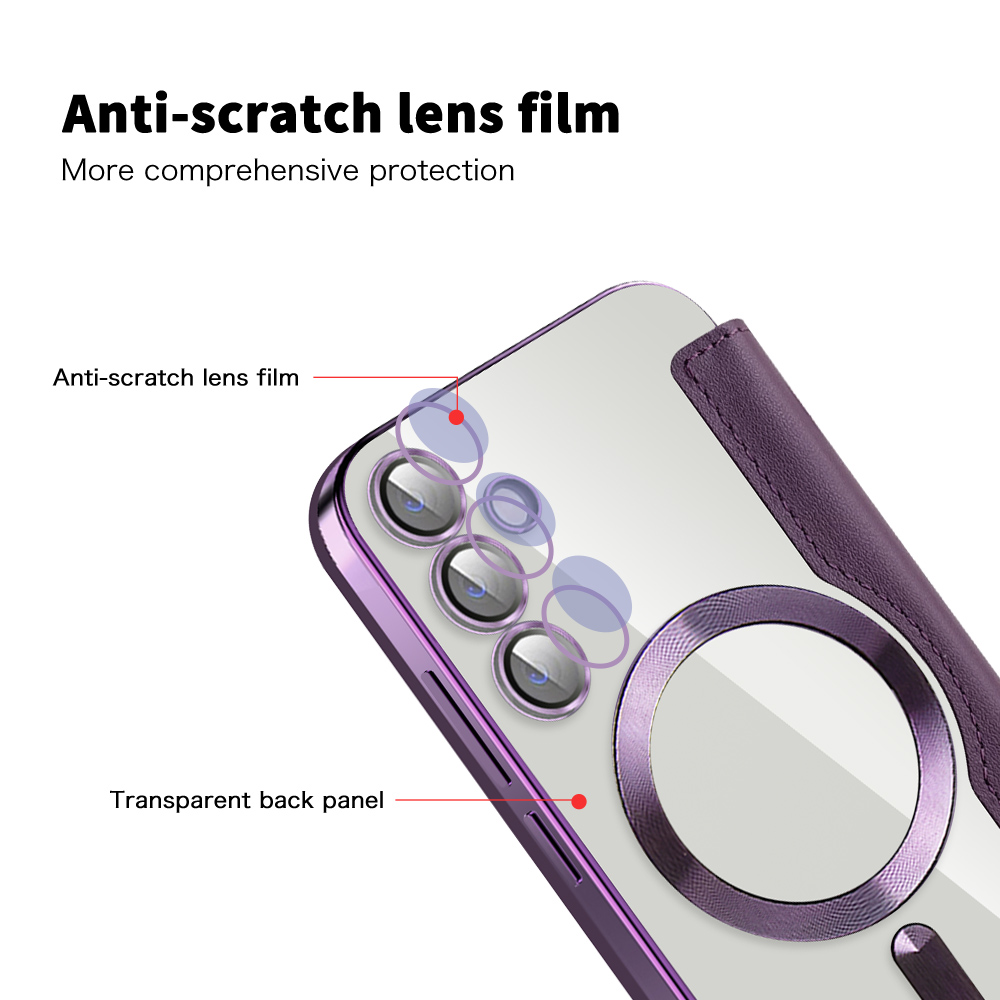 Anti-scratch lens film
More comprehensive protection
Anti-scratch lens film
Transparent back panel